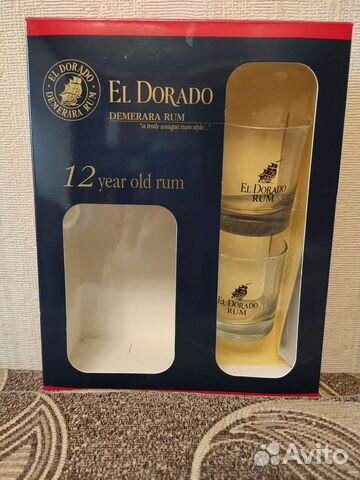 EL DORADO
DEMERARA RUM
EL DORADO
DEMERARA RUM
"a truly unique rum style..."
12 year old rum
EL DORADO
RUM
EL DORADO
RUM
Avito